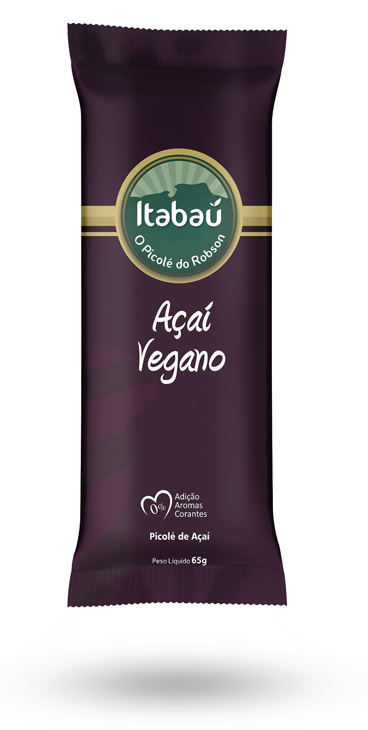 Itabaú
O Picolé do Robson
Açaí
Vegano
0%
Adição
Aromas
Corantes
Picolé de Açaí
Peso Líquido 65g